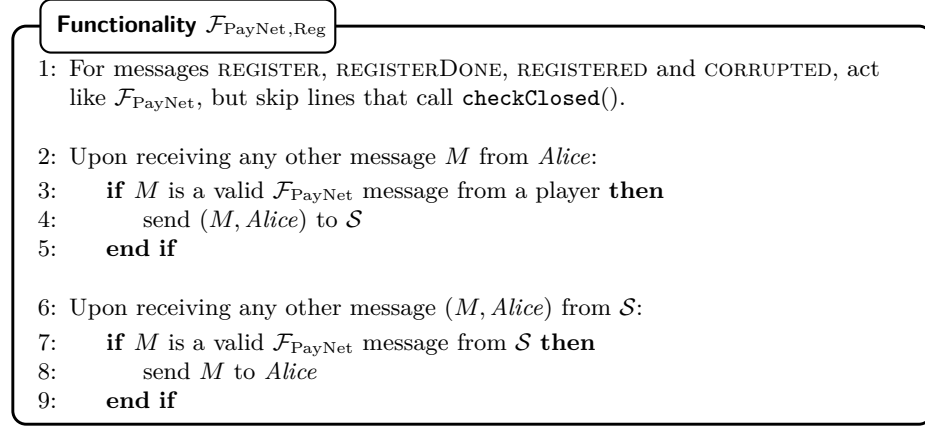 Functionality 𝓕PayNet,Reg
1: For messages REGISTER, REGISTERDONE, REGISTERED and CORRUPTED, act
like 𝓕PayNet, but skip lines that call checkClosed().
2: Upon receiving any other message M from Alice:
3: if M is a valid 𝓕PayNet message from a player then
4: send (M, Alice) to 𝒮
5: end if
6: Upon receiving any other message (M, Alice) from 𝒮:
7: if M is a valid 𝓕PayNet message from 𝒮 then
8: send M to Alice
9: end if